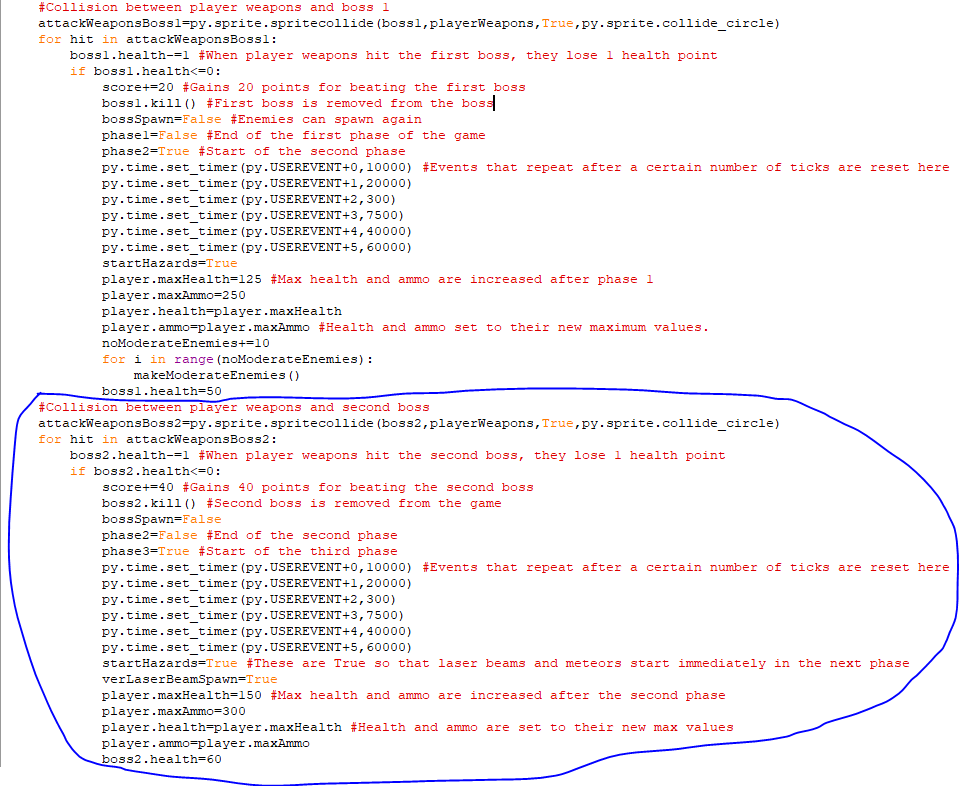 #Collision between player weapons and boss 1
attackWeaponsBoss1=py.sprite.spritecollide(boss1,playerWeapons,True,py.sprite.collide_circle)
for hit in attackWeaponsBoss1:
    boss1.health-=1 #When player weapons hit the first boss, they lose 1 health point
    if boss1.health<=0:
        score+=20 #Gains 20 points for beating the first boss
        boss1.kill() #First boss is removed from the boss
        bossSpawn=False #Enemies can spawn again
        phase1=False #End of the first phase of the game
        phase2=True #Start of the second phase
        py.time.set_timer(py.USEREVENT+0,10000) #Events that repeat after a certain number of ticks are reset here
        py.time.set_timer(py.USEREVENT+1,20000)
        py.time.set_timer(py.USEREVENT+2,300)
        py.time.set_timer(py.USEREVENT+3,7500)
        py.time.set_timer(py.USEREVENT+4,40000)
        py.time.set_timer(py.USEREVENT+5,60000)
        startHazards=True
        player.maxHealth=125 #Max health and ammo are increased after phase 1
        player.maxAmmo=250
        player.health=player.maxHealth
        player.ammo=player.maxAmmo #Health and ammo set to their new maximum values.
        noModerateEnemies+=10
        for i in range(noModerateEnemies):
            makeModerateEnemies()
        boss1.health=50
#Collision between player weapons and second boss
attackWeaponsBoss2=py.sprite.spritecollide(boss2,playerWeapons,True,py.sprite.collide_circle)
for hit in attackWeaponsBoss2:
    boss2.health-=1 #When player weapons hit the second boss, they lose 1 health point
    if boss2.health<=0:
        score+=40 #Gains 40 points for beating the second boss
        boss2.kill() #Second boss is removed from the game
        bossSpawn=False
        phase2=False #End of the second phase
        phase3=True #Start of the third phase
        py.time.set_timer(py.USEREVENT+0,10000) #Events that repeat after a certain number of ticks are reset here
        py.time.set_timer(py.USEREVENT+1,20000)
        py.time.set_timer(py.USEREVENT+2,300)
        py.time.set_timer(py.USEREVENT+3,7500)
        py.time.set_timer(py.USEREVENT+4,40000)
        py.time.set_timer(py.USEREVENT+5,60000)
        startHazards=True #These are True so that laser beams and meteors start immediately in the next phase
        verLaserBeamSpawn=True
        player.maxHealth=150 #Max health and ammo are increased after the second phase
        player.maxAmmo=300
        player.health=player.maxHealth #Health and ammo are set to their new max values
        player.ammo=player.maxAmmo
        boss2.health=60